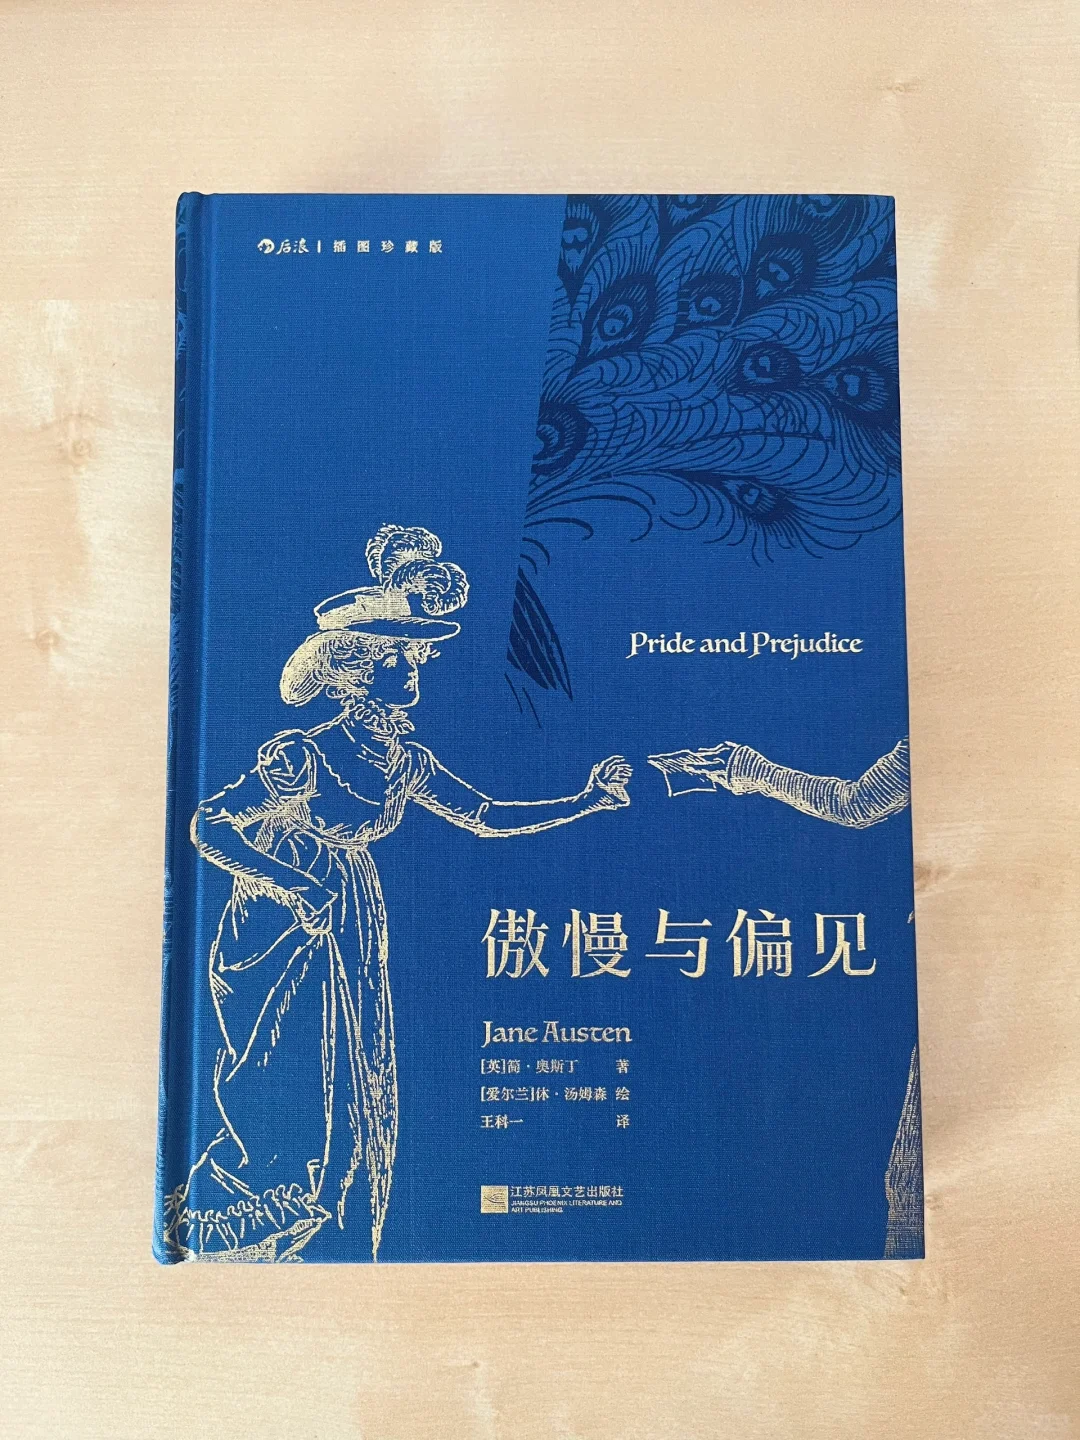 后浪 | 插图珍藏版
Pride and Prejudice
傲慢与偏见
Jane Austen
[英]简·奥斯丁 著
[爱尔兰]休·汤姆森 绘
王科一 译
江苏凤凰文艺出版社
JIANGSU PHOENIX LITERATURE AND
ART PUBLISHING